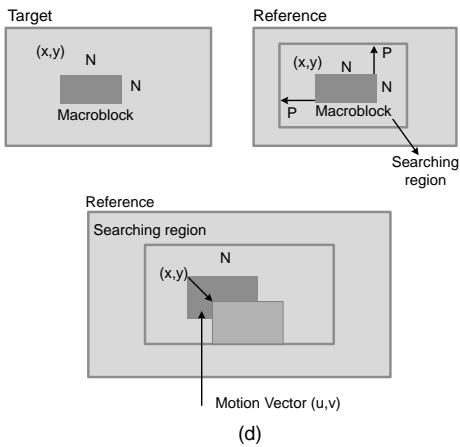 Target
(x,y)
N
N
Macroblock
Reference
P
(x,y)
N
N
P
Macroblock
Searching
region
Reference
Searching region
N
(x,y)
Motion Vector (u,v)
(d)